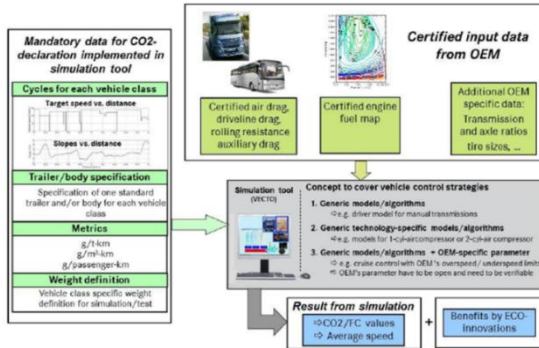 Mandatory data for CO2-
declaration implemented in
simulation tool
Cycles for each vehicle class
Target speed vs. distance
Slopes vs. distance
Trailer/body specification
Specification of one standard
trailer and/or body for each vehicle
class
Metrics
g/t-km
g/m³-km
g/passenger-km
Weight definition
Vehicle class specific weight
definition for simulation/test
Certified input data
from OEM
Certified air drag,
driveline drag,
rolling resistance
auxiliary drag
Certified engine
fuel map
Additional OEM
specific data:
Transmission
and axle ratios
tire sizes, ...
Simulation tool
(VECTO)
Concept to cover vehicle control strategies
1. Generic models/algorithms
⇨e.g. driver model for manual transmissions
2. Generic technology-specific models/algorithms
⇨e.g. models for 1-cyl-aircompressor or 2-cyl-air compressor
3. Generic models/algorithms + OEM-specific parameter
⇨e.g. cruise control with OEM's overspeed/ underspeed limits
⇨ OEM's parameter have to be open and need to be verifiable
Result from simulation
⇨CO2/FC values
⇨ Average speed
+
Benefits by ECO-
innovations